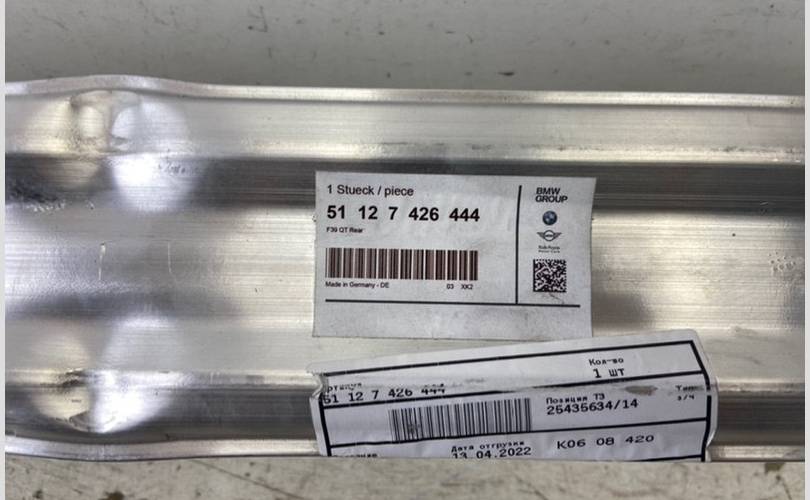 1 Stueck / piece
51 12 7 426 444
F39 QT Rear
Made in Germany - DE 03 XK2
BMW
GROUP
Кол-во
1 ШТ
51 12 7 426 444
Позиция ТЗ
25435634/14
з/ч
Дата отгрузки
13.04.2022
K06 08 420